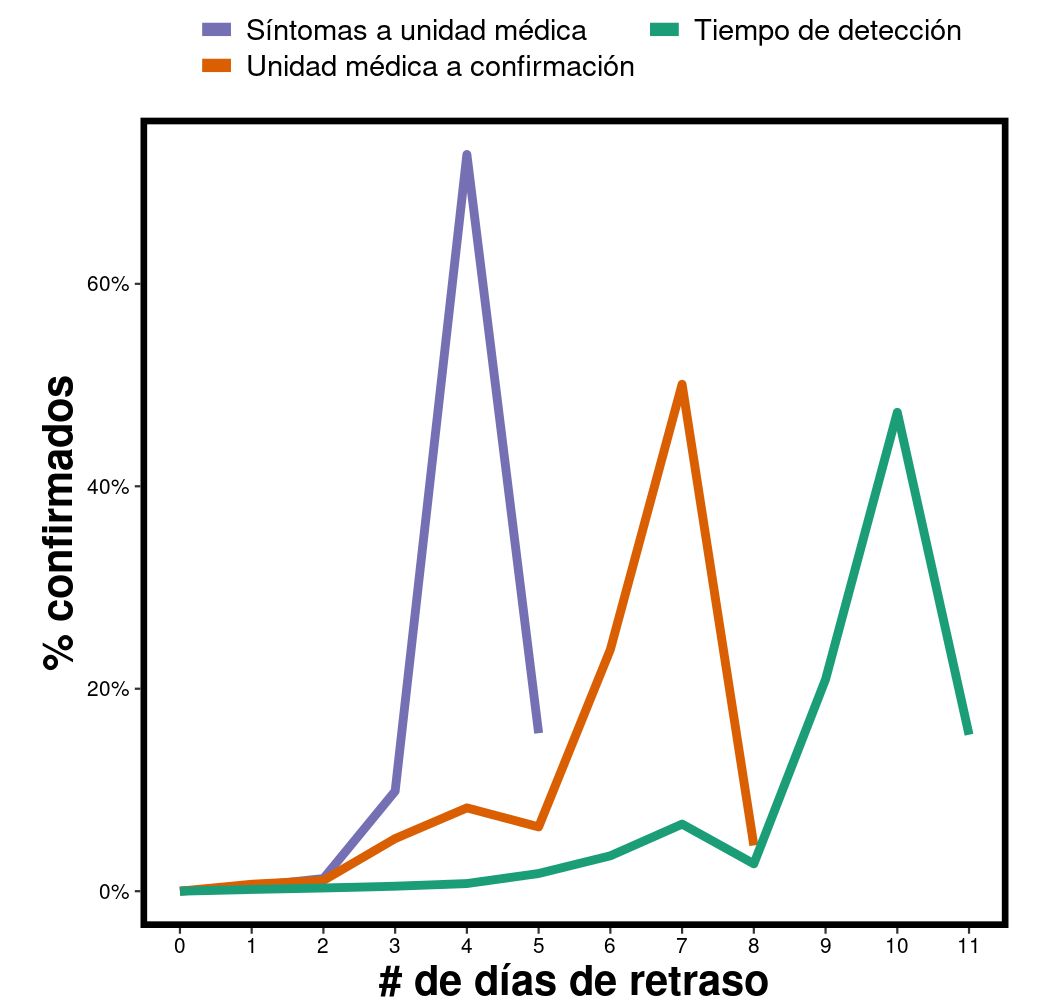 Síntomas a unidad médica
Tiempo de detección
Unidad médica a confirmación
% confirmados
60%
40%
20%
0%
0 1 2 3 4 5 6 7 8 9 10 11
# de días de retraso